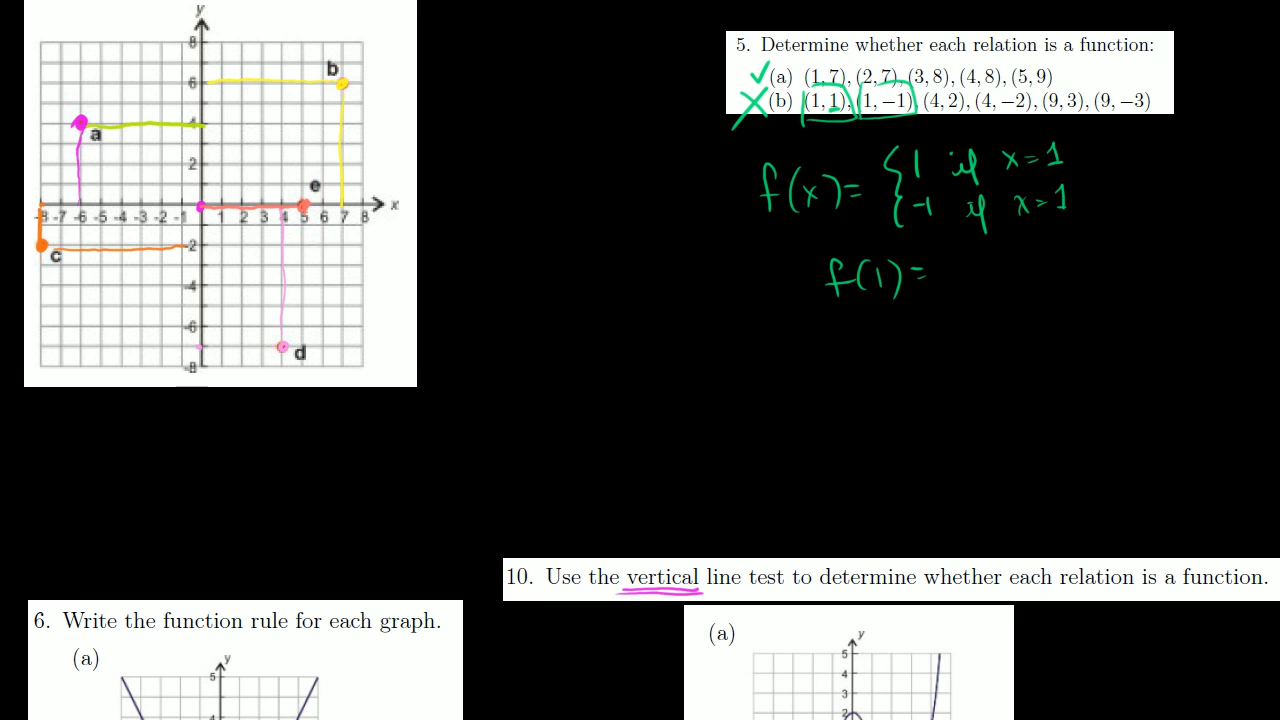 y
8
6
b
4
a
2
e
-8 -7 -6 -5 -4 -3 -2 -1 1 2 3 4 5 6 7 8 x
-2
c
-4
-6
d
-8
5. Determine whether each relation is a function:
✓ (a) (1, 7), (2, 7), (3, 8), (4, 8), (5, 9)
X (b) (1, 1), (1, −1), (4, 2), (4, −2), (9, 3), (9, −3)
f(x) = { 1 if x = 1
{ -1 if x = 1
f(1) =
10. Use the vertical line test to determine whether each relation is a function.
6. Write the function rule for each graph.
(a)
y
5
4
(a)
y
5
4
3
2